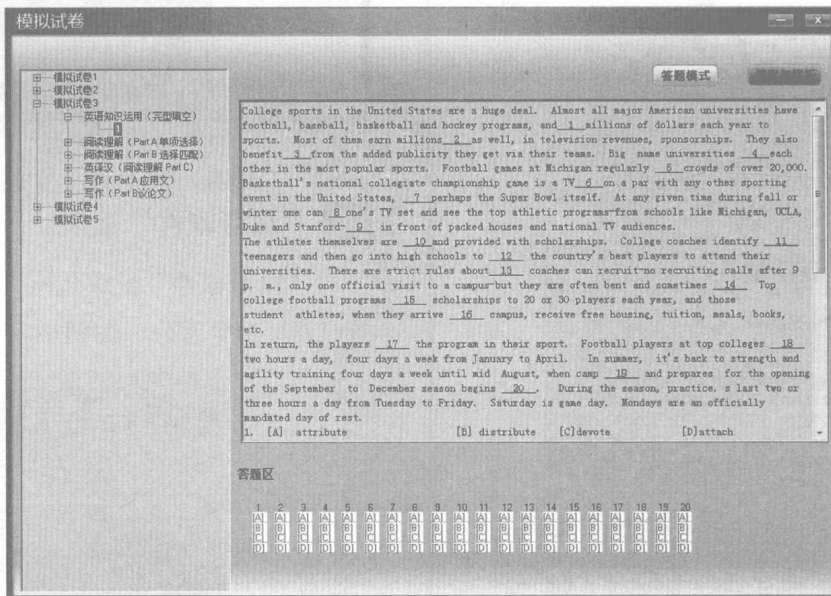 模拟试卷
答题模式
模拟试卷1
模拟试卷2
模拟试卷3
英语知识运用（完型填空）
1
阅读理解（Part A 单项选择）
阅读理解（Part B 选择匹配）
英译汉（阅读理解 Part C）
写作（Part A应用文）
写作（Part B议论文）
模拟试卷4
模拟试卷5
College sports in the United States are a huge deal. Almost all major American universities have
football, baseball, basketball and hockey programs, and 1 millions of dollars each year to
sports. Most of them earn millions 2 as well, in television revenues, sponsorships. They also
benefit 3 from the added publicity they get via their teams. Big name universities 4 each
other in the most popular sports. Football games at Michigan regularly 5 crowds of over 20,000.
Basketball's national collegiate championship game is a TV 6 on a par with any other sporting
event in the United States, 7 perhaps the Super Bowl itself. At any given time during fall or
winter one can 8 one's TV set and see the top athletic programs-from schools like Michigan, UCLA,
Duke and Stanford- 9 in front of packed houses and national TV audiences.
The athletes themselves are 10 and provided with scholarships. College coaches identify 11
teenagers and then go into high schools to 12 the country's best players to attend their
universities. There are strict rules about 13 coaches can recruit-no recruiting calls after 9
p. m., only one official visit to a campus-but they are often bent and sometimes 14 Top
college football programs 15 scholarships to 20 or 30 players each year, and those
student athletes, when they arrive 16 campus, receive free housing, tuition, meals, books,
etc.
In return, the players 17 the program in their sport. Football players at top colleges 18
two hours a day, four days a week from January to April. In summer, it's back to strength and
agility training four days a week until mid August, when camp 19 and prepares for the opening
of the September to December season begins 20 . During the season, practice. s last two or
three hours a day from Tuesday to Friday. Saturday is game day. Mondays are an officially
mandated day of rest.
1. [A] attribute [B] distribute [C]devote [D]attach
答题区
1 2 3 4 5 6 7 8 9 10 11 12 13 14 15 16 17 18 19 20
[A] [A] [A] [A] [A] [A] [A] [A] [A] [A] [A] [A] [A] [A] [A] [A] [A] [A] [A] [A]
[B] [B] [B] [B] [B] [B] [B] [B] [B] [B] [B] [B] [B] [B] [B] [B] [B] [B] [B] [B]
[C] [C] [C] [C] [C] [C] [C] [C] [C] [C] [C] [C] [C] [C] [C] [C] [C] [C] [C] [C]
[D] [D] [D] [D] [D] [D] [D] [D] [D] [D] [D] [D] [D] [D] [D] [D] [D] [D] [D] [D]